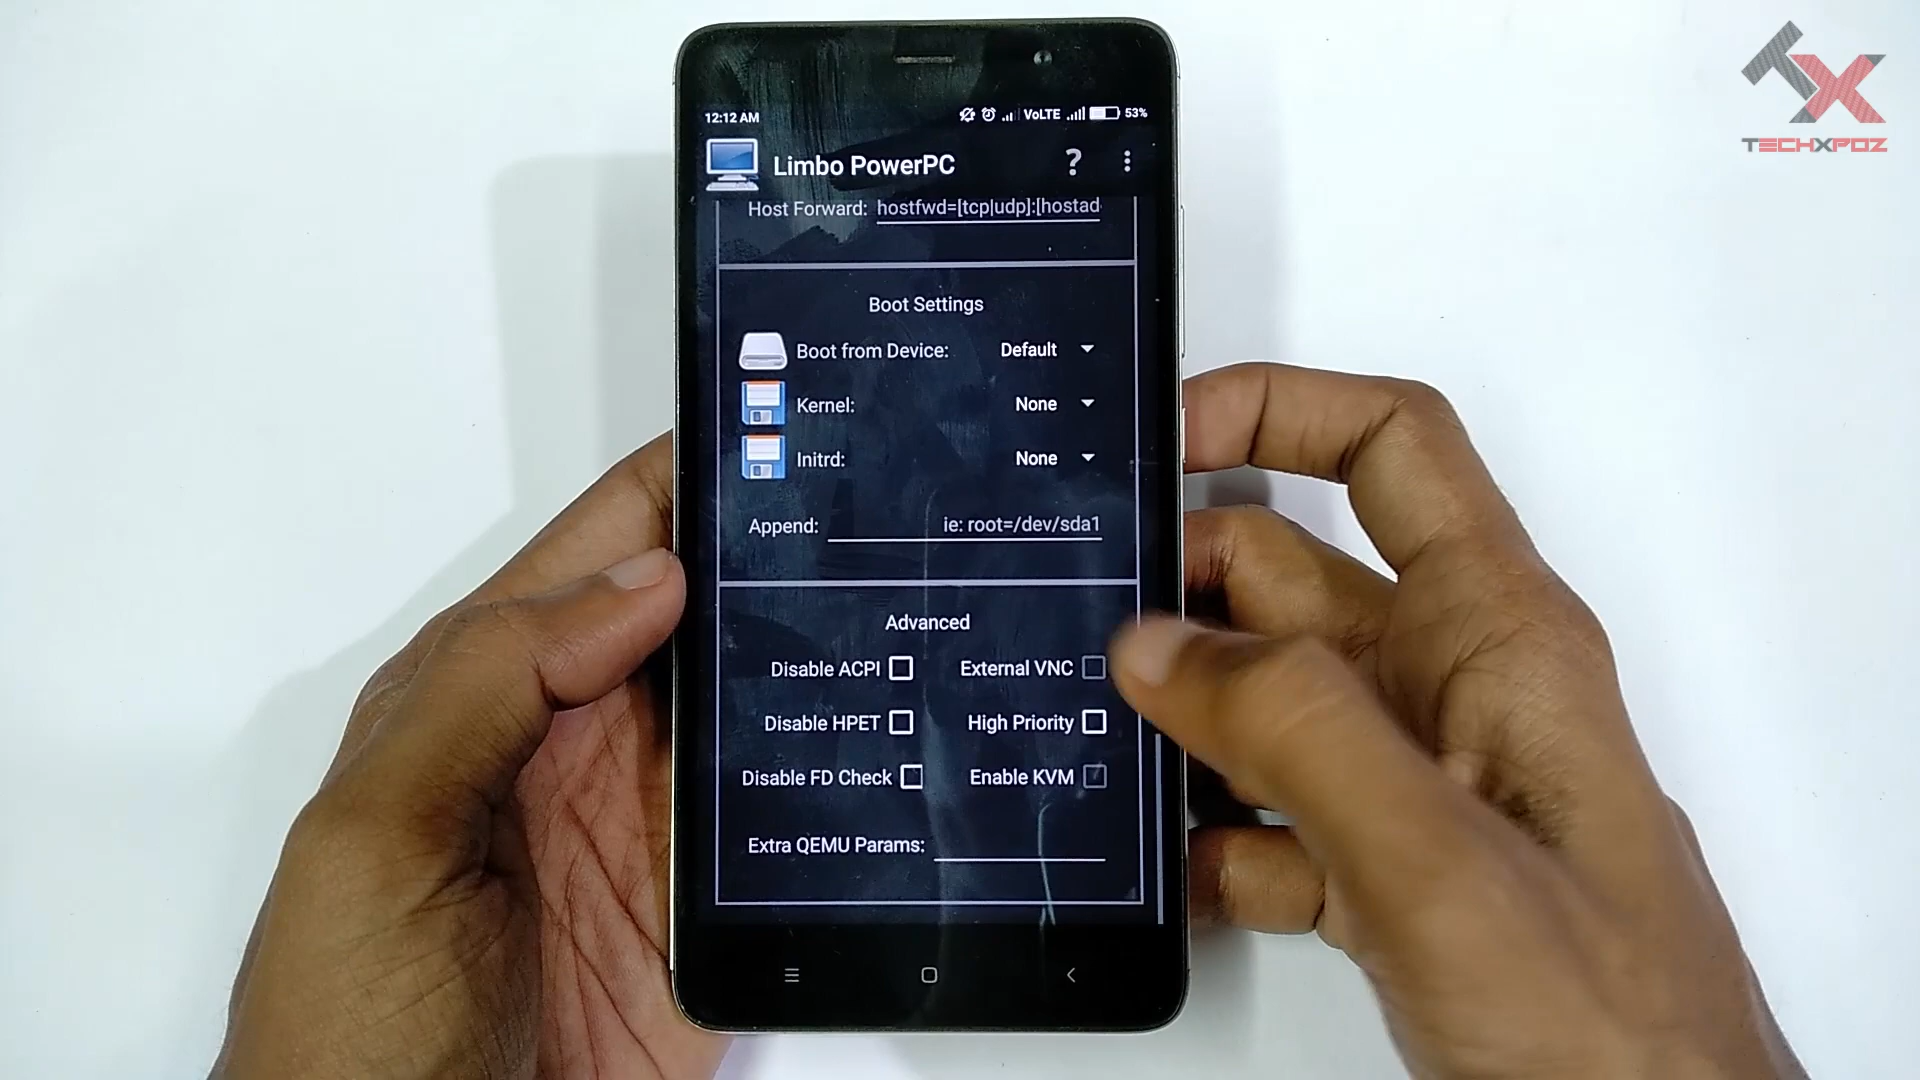 TECHXPOZ
12:12 AM VoLTE 53%
Limbo PowerPC ?
Host Forward: hostfwd=[tcp|udp]:[hostad
Boot Settings
Boot from Device: Default
Kernel: None
Initrd: None
Append: ie: root=/dev/sda1
Advanced
Disable ACPI External VNC
Disable HPET High Priority
Disable FD Check Enable KVM
Extra QEMU Params: